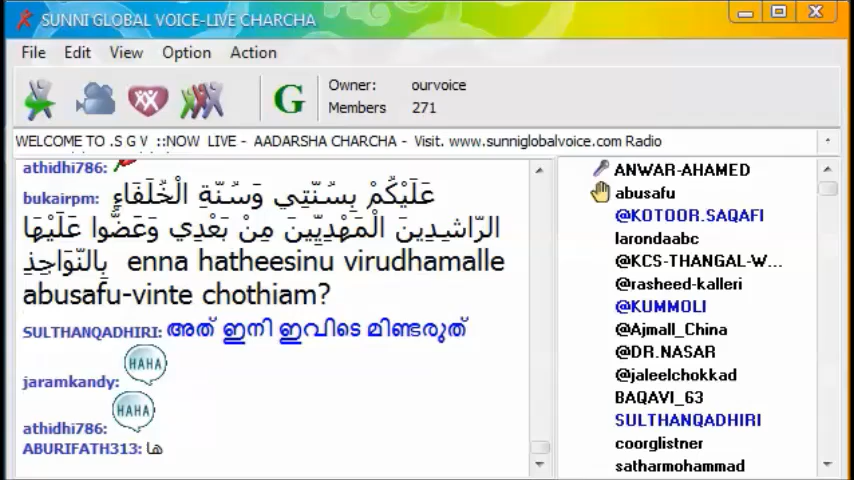 SUNNI GLOBAL VOICE-LIVE CHARCHA
File Edit View Option Action
G
Owner: ourvoice
Members 271
WELCOME TO .S G V ::NOW LIVE - AADARSHA CHARCHA - Visit. www.sunniglobalvoice.com Radio
athidhi786:
bukairpm: عَلَيْكُمْ بِسُنَّتِي وَسُنَّةِ الْخُلَفَاءِ
الرَّاشِدِينَ الْمَهْدِيِّينَ مِنْ بَعْدِي وَعَضُّوا عَلَيْهَا
بِالنَّوَاجِذِ enna hatheesinu virudhamalle
abusafu-vinte chothiam?
SULTHANQADHIRI: അത് ഇനി ഇവിടെ മിണ്ടരുത്
jaramkandy: HAHA
athidhi786: HAHA
ABURIFATH313: ها
ANWAR-AHAMED
abusafu
@KOTOOR.SAQAFI
larondaabc
@KCS-THANGAL-W...
@rasheed-kalleri
@KUMMOLI
@Ajmall_China
@DR.NASAR
@jaleelchokkad
BAQAVI_63
SULTHANQADHIRI
coorglistner
satharmohammad